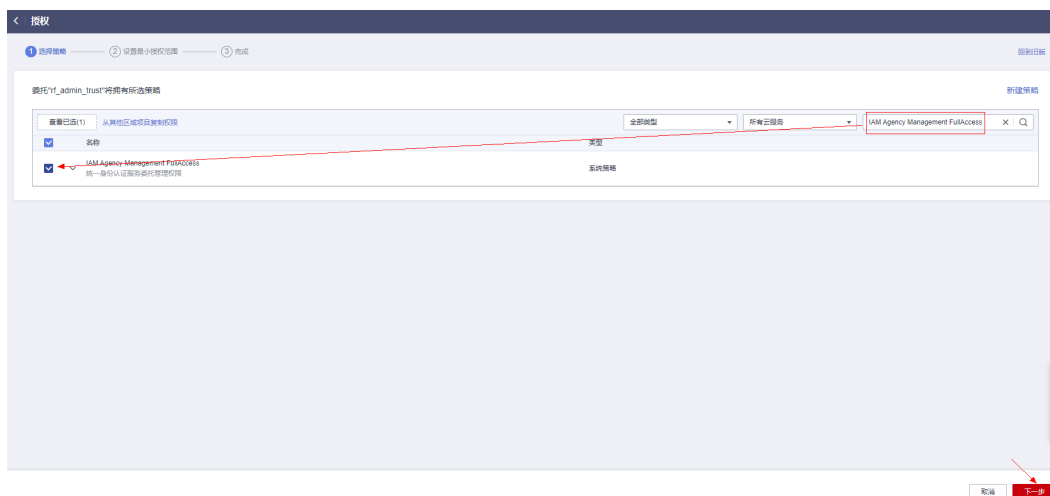 < 授权
1 选择策略 2 设置最小授权范围 3 完成 回到旧版
委托“rf_admin_trust”将拥有所选策略 新建策略
查看已选(1) 从其他区域项目复制权限 全部类型 所有云服务 IAM Agency Management FullAccess
名称 类型
IAM Agency Management FullAccess 系统策略
统一身份认证服务委托管理权限
取消 下一步